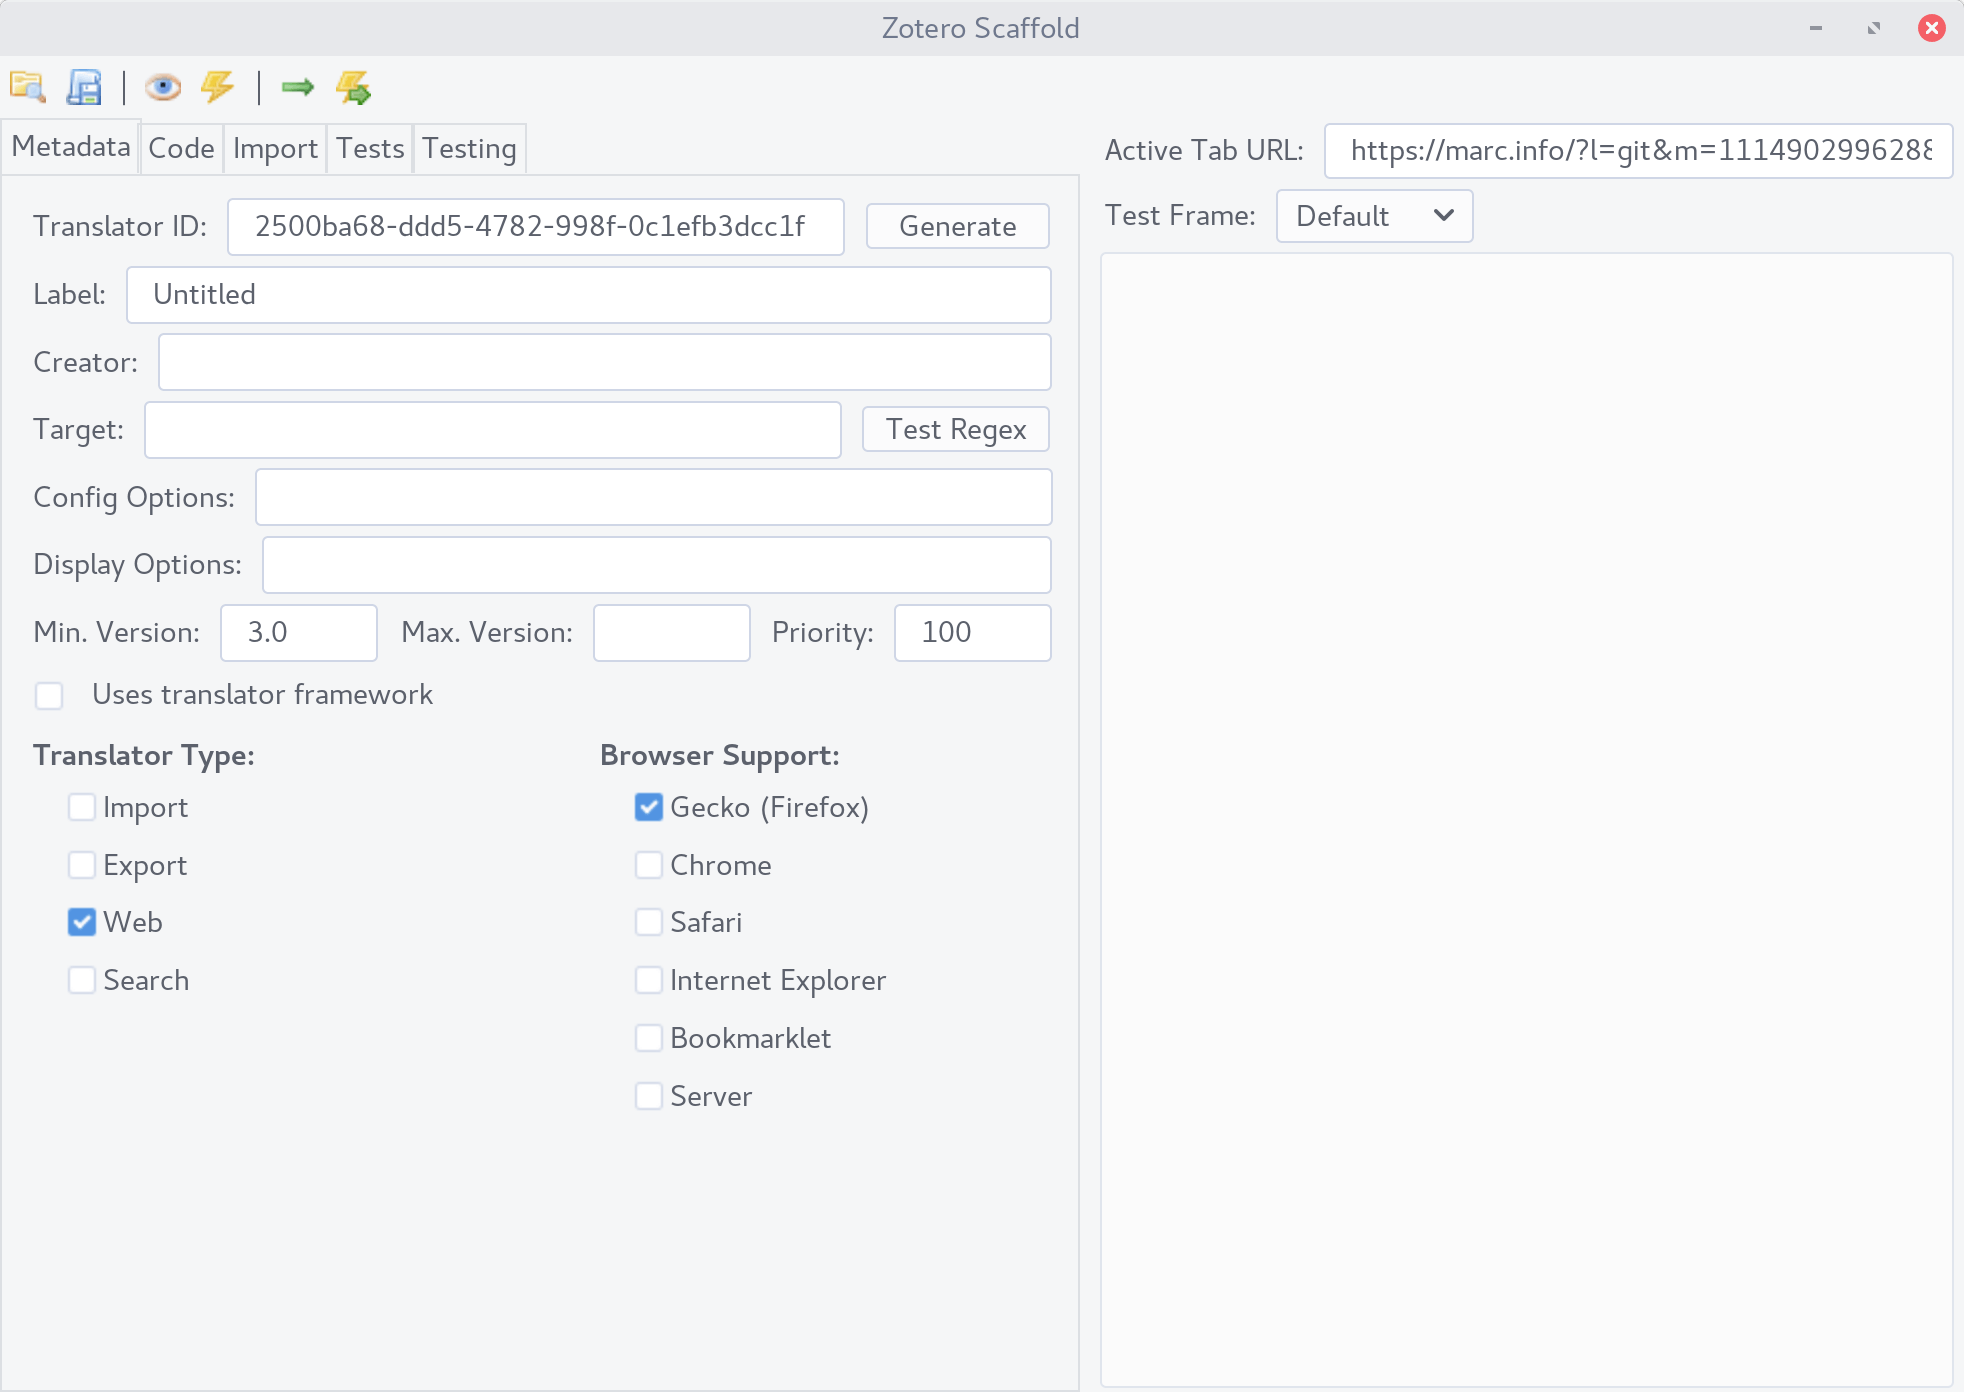 Zotero Scaffold
Metadata Code Import Tests Testing
Translator ID: 2500ba68-ddd5-4782-998f-0c1efb3dcc1f Generate
Label: Untitled
Creator:
Target: Test Regex
Config Options:
Display Options:
Min. Version: 3.0 Max. Version: Priority: 100
Uses translator framework
Translator Type:
Import
Export
Web
Search
Browser Support:
Gecko (Firefox)
Chrome
Safari
Internet Explorer
Bookmarklet
Server
Active Tab URL: https://marc.info/?l=git&m=1114902996288
Test Frame: Default